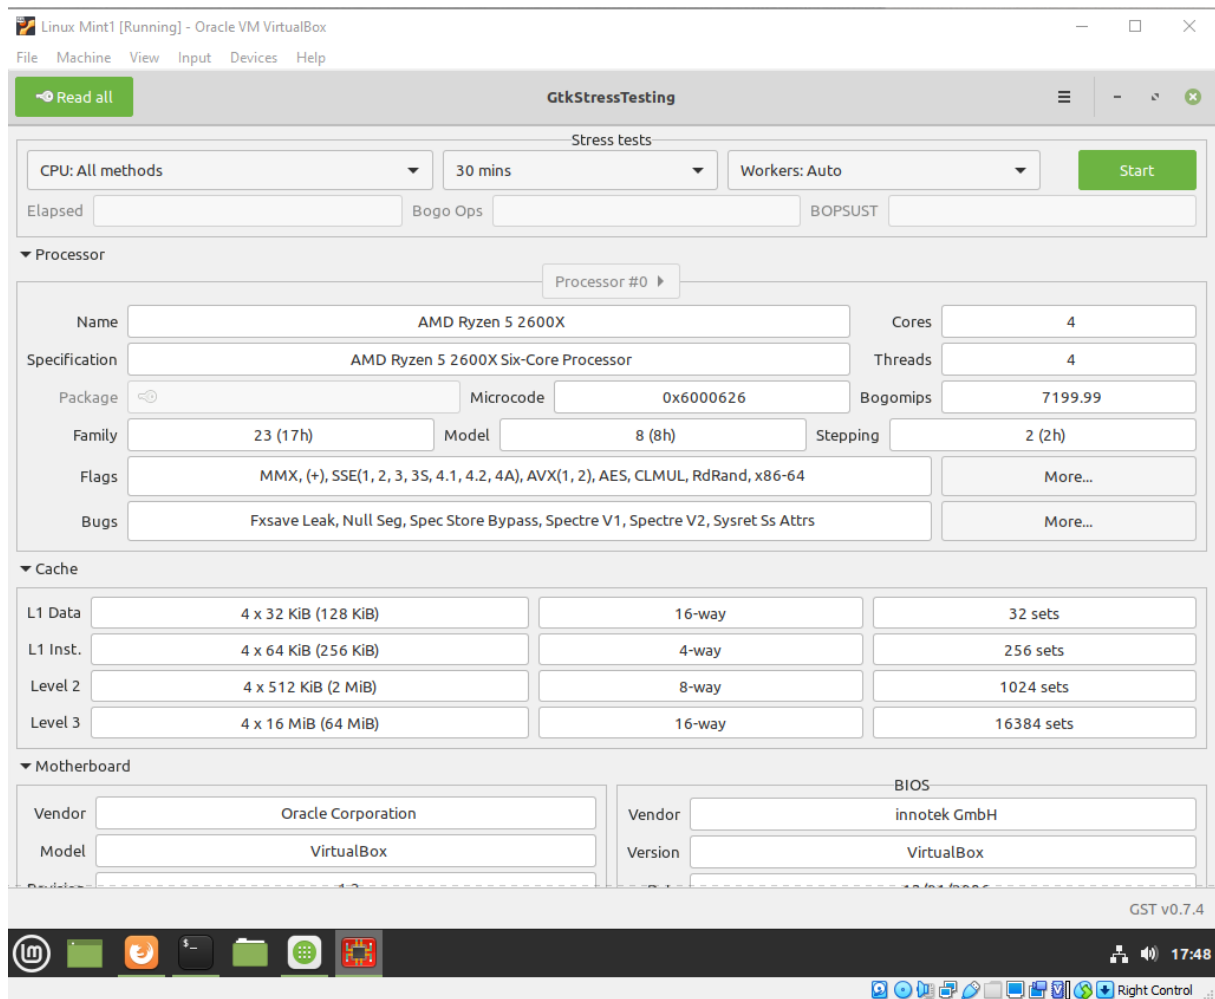 Linux Mint1 [Running] - Oracle VM VirtualBox
File Machine View Input Devices Help
Read all GtkStressTesting
Stress tests
CPU: All methods 30 mins Workers: Auto Start
Elapsed Bogo Ops BOPSUST
Processor
Processor #0
Name AMD Ryzen 5 2600X Cores 4
Specification AMD Ryzen 5 2600X Six-Core Processor Threads 4
Package Microcode 0x6000626 Bogomips 7199.99
Family 23 (17h) Model 8 (8h) Stepping 2 (2h)
Flags MMX, (+), SSE(1, 2, 3, 3S, 4.1, 4.2, 4A), AVX(1, 2), AES, CLMUL, RdRand, x86-64 More...
Bugs Fxsave Leak, Null Seg, Spec Store Bypass, Spectre V1, Spectre V2, Sysret Ss Attrs More...
Cache
L1 Data 4 x 32 KiB (128 KiB) 16-way 32 sets
L1 Inst. 4 x 64 KiB (256 KiB) 4-way 256 sets
Level 2 4 x 512 KiB (2 MiB) 8-way 1024 sets
Level 3 4 x 16 MiB (64 MiB) 16-way 16384 sets
Motherboard
BIOS
Vendor Oracle Corporation Vendor innotek GmbH
Model VirtualBox Version VirtualBox
GST v0.7.4
17:48
Right Control